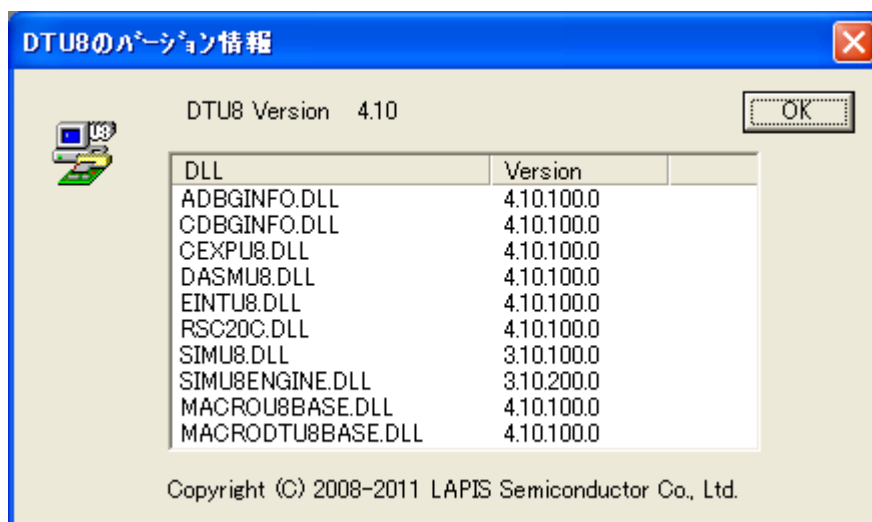 DTU8のバージョン情報
DTU8 Version 4.10
OK
DLL Version
ADBGINFO.DLL 4.10.100.0
CDBGINFO.DLL 4.10.100.0
CEXPU8.DLL 4.10.100.0
DASMU8.DLL 4.10.100.0
EINTU8.DLL 4.10.100.0
RSC20C.DLL 4.10.100.0
SIMU8.DLL 3.10.100.0
SIMU8ENGINE.DLL 3.10.200.0
MACROU8BASE.DLL 4.10.100.0
MACRODTU8BASE.DLL 4.10.100.0
Copyright (C) 2008-2011 LAPIS Semiconductor Co., Ltd.